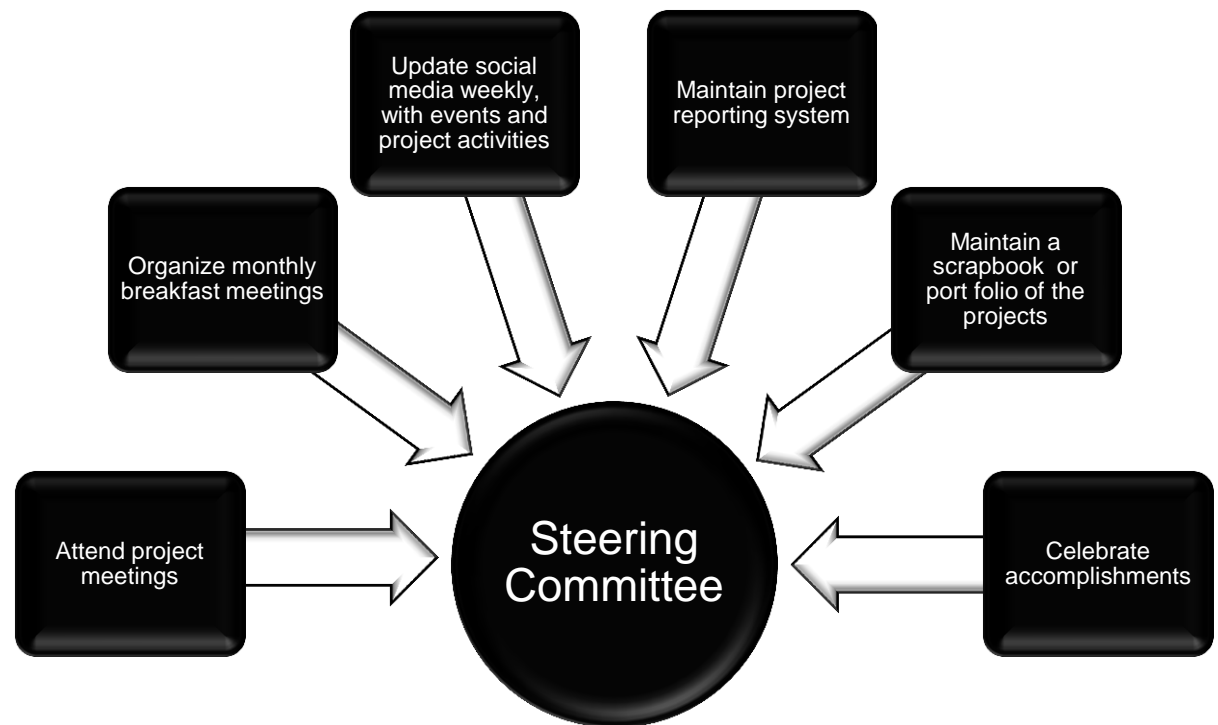 Update social
media weekly,
with events and
project activities
Maintain project
reporting system
Organize monthly
breakfast meetings
Maintain a
scrapbook  or
port folio of the
projects
Attend project
meetings
Steering
Committee
Celebrate
accomplishments